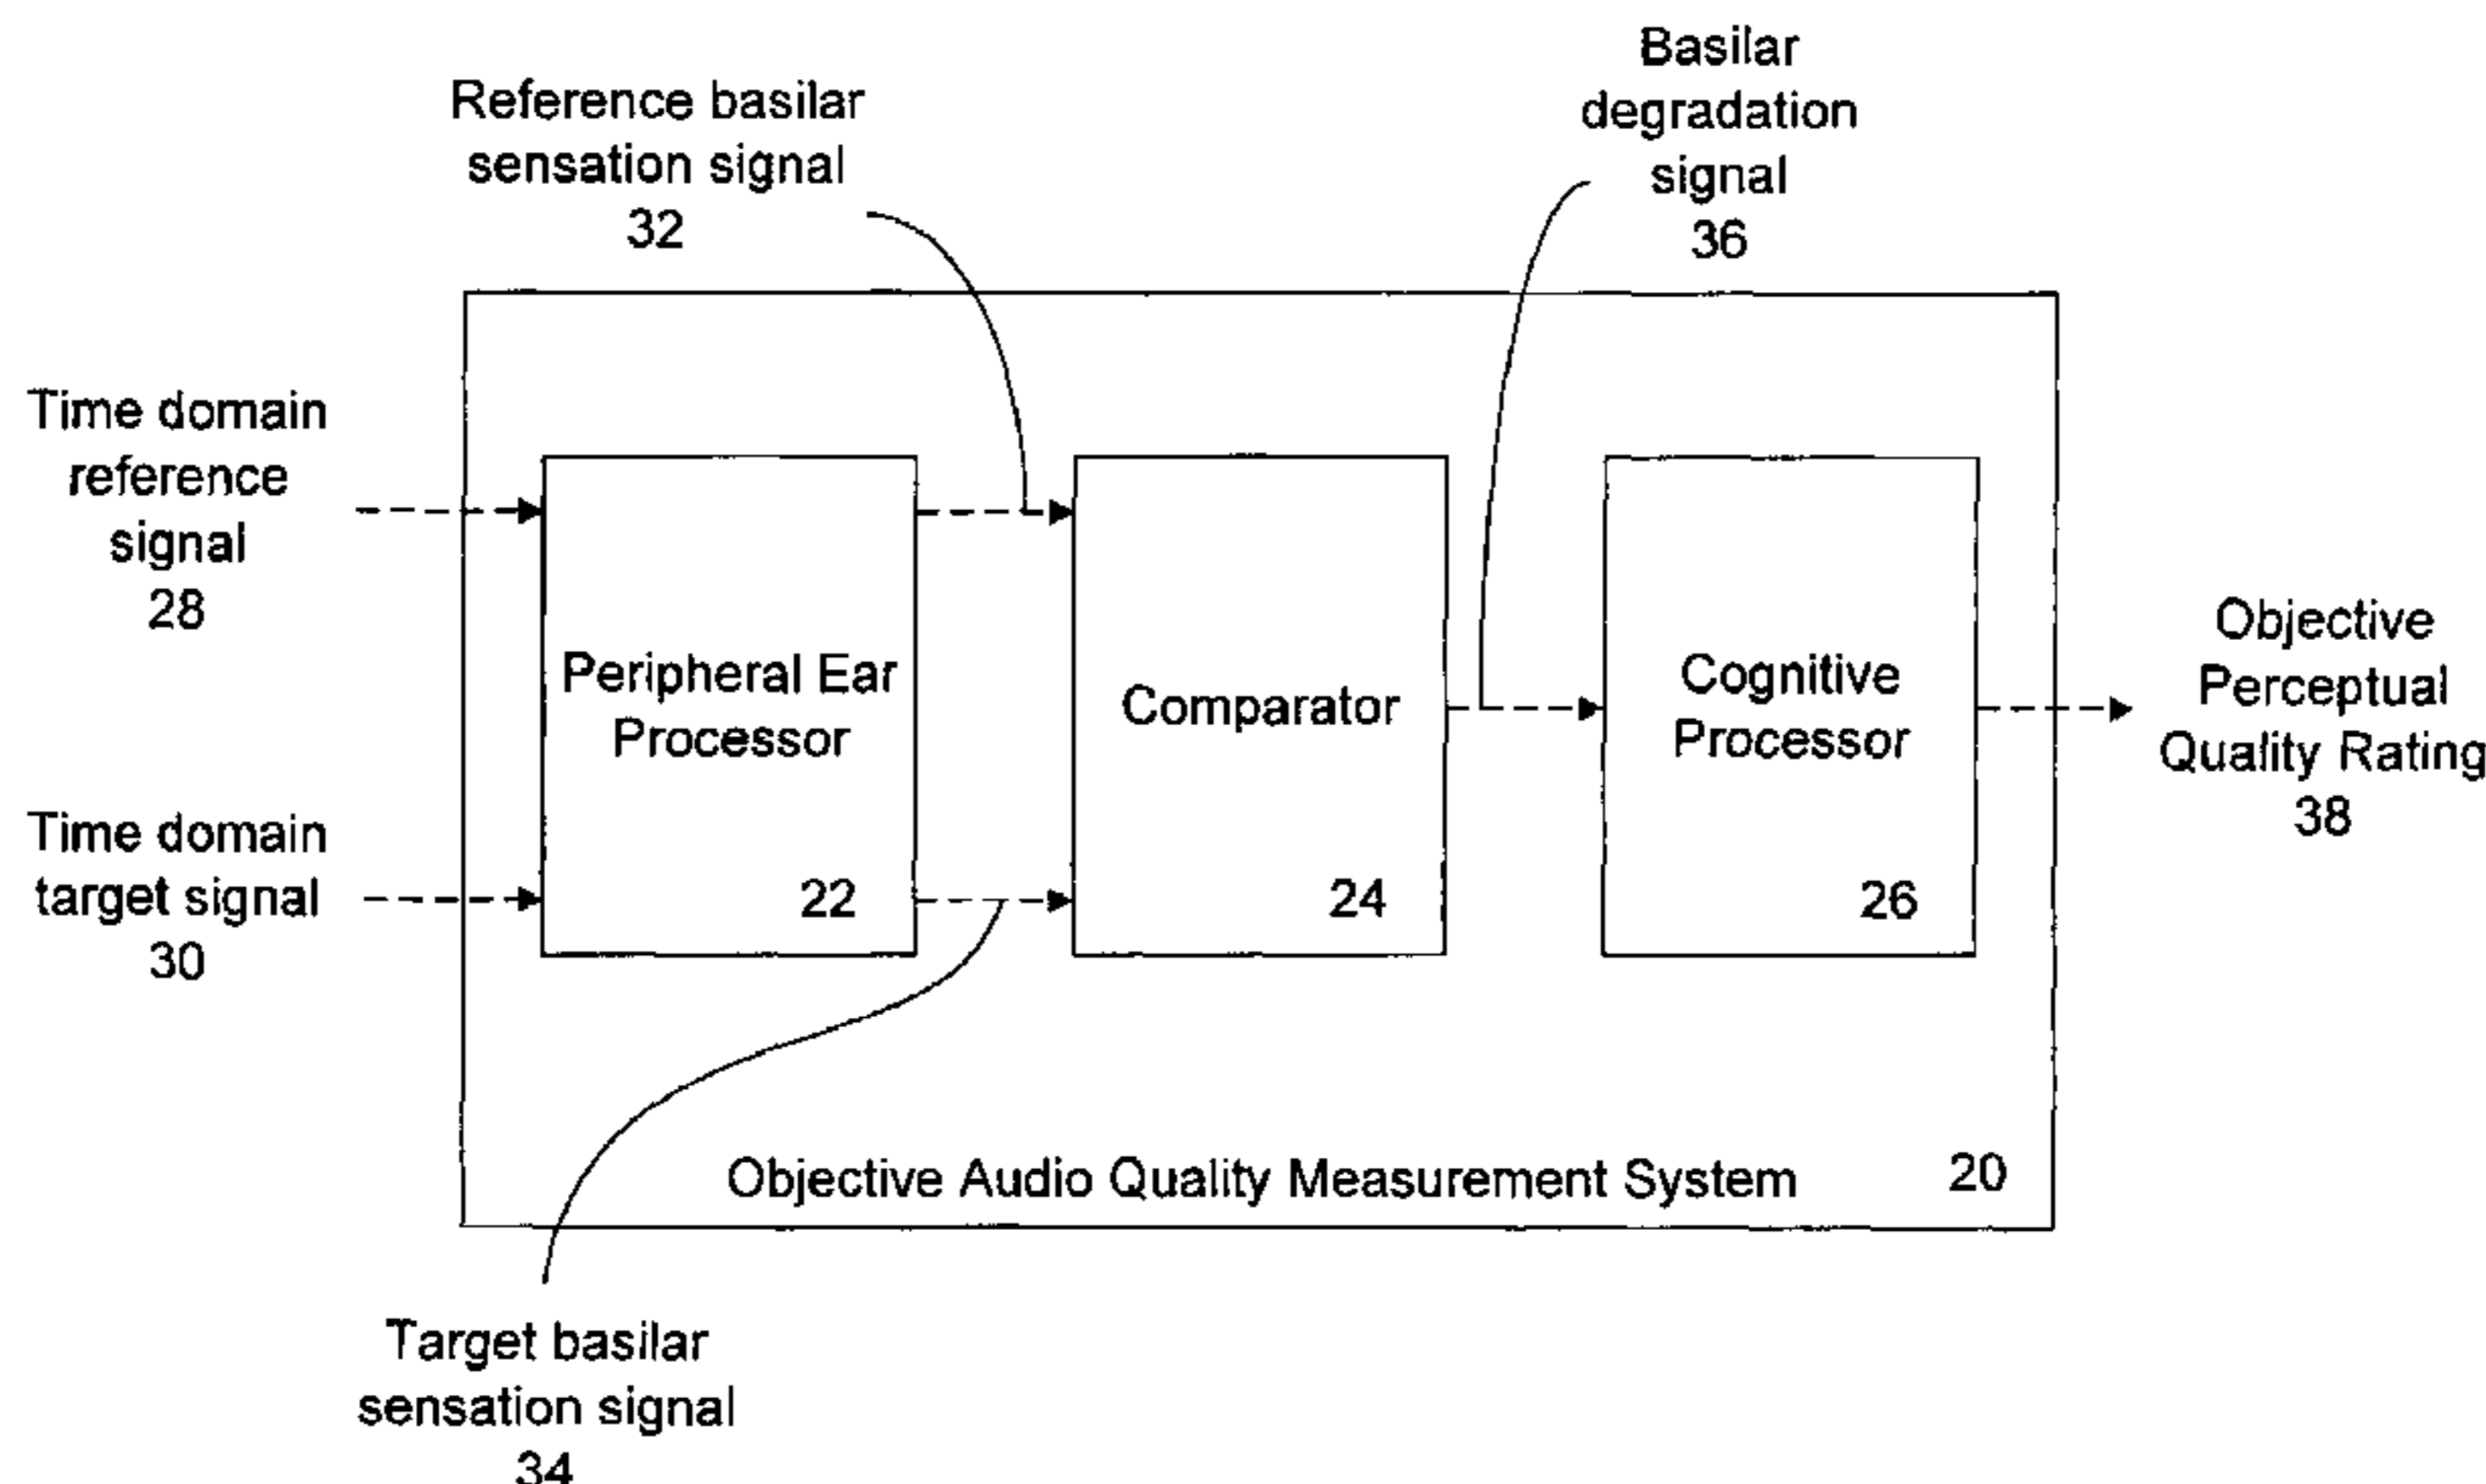 Basilar
degradation
signal
36
Reference basilar
sensation signal
32
Time domain
reference
signal
28
Time domain
target signal
30
Peripheral Ear
Processor
22
Comparator
24
Cognitive
Processor
26
Objective
Perceptual
Quality Rating
38
Objective Audio Quality Measurement System 20
Target basilar
sensation signal
34